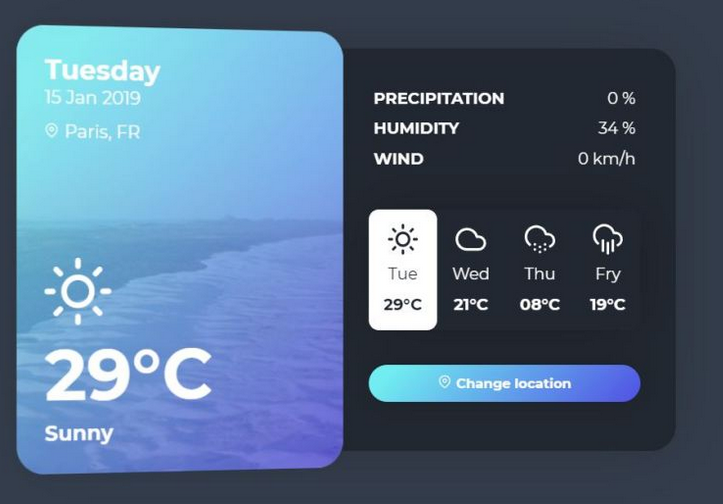 Tuesday
15 Jan 2019
Paris, FR
29°C
Sunny
PRECIPITATION 0 %
HUMIDITY 34 %
WIND 0 km/h
Tue Wed Thu Fry
29°C 21°C 08°C 19°C
Change location